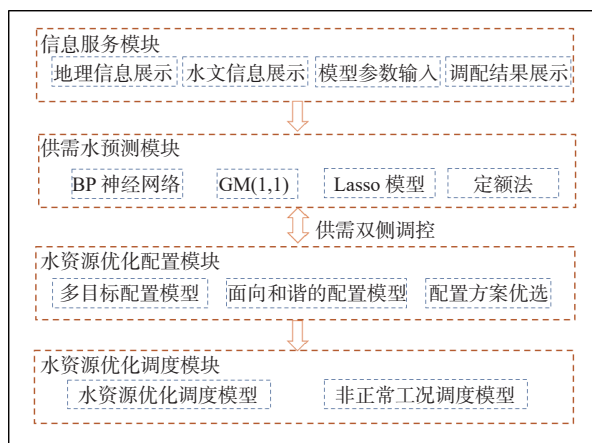 信息服务模块
地理信息展示 水文信息展示 模型参数输入 调配结果展示
供需水预测模块
BP 神经网络 GM(1,1) Lasso 模型 定额法
供需双侧调控
水资源优化配置模块
多目标配置模型 面向和谐的配置模型 配置方案优选
水资源优化调度模块
水资源优化调度模型 非正常工况调度模型